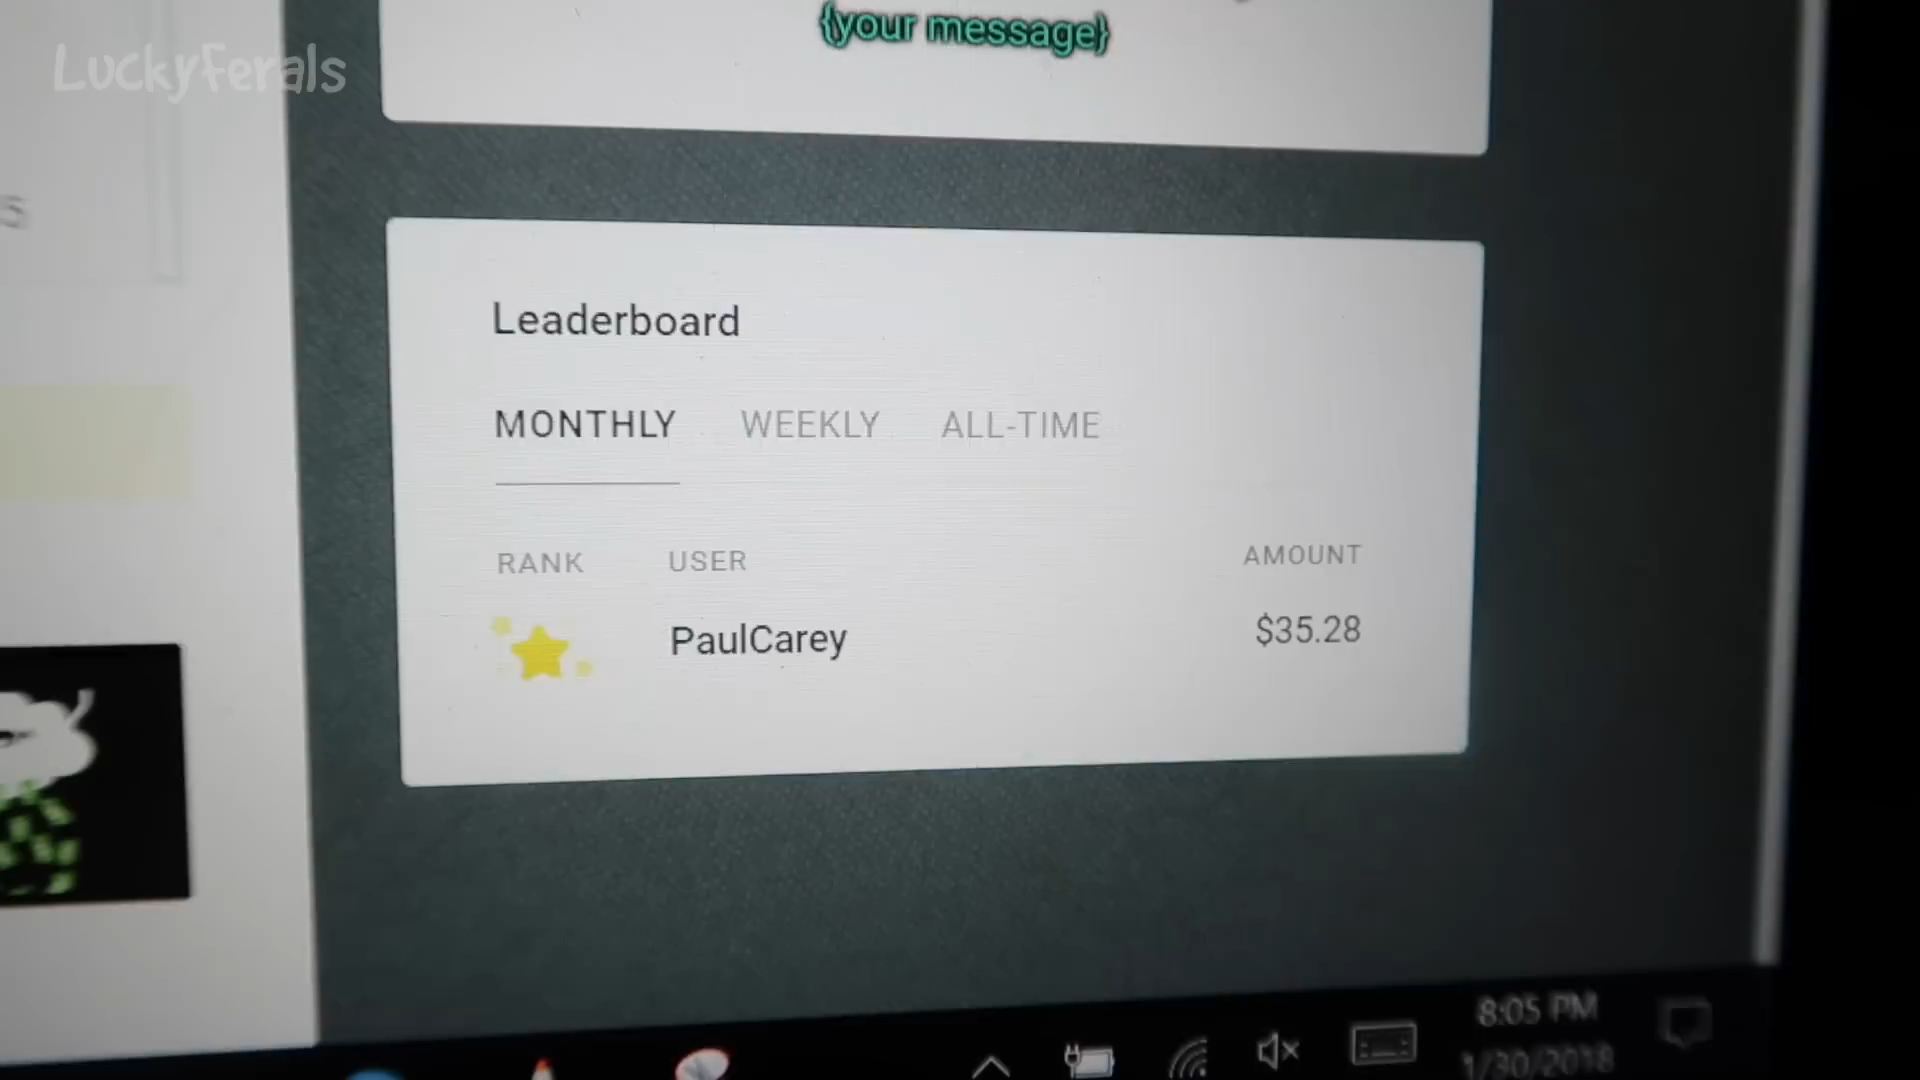 {your message}
LuckyFerals
Leaderboard
MONTHLY WEEKLY ALL-TIME
RANK USER AMOUNT
PaulCarey $35.28
8:05 PM
1/30/2018